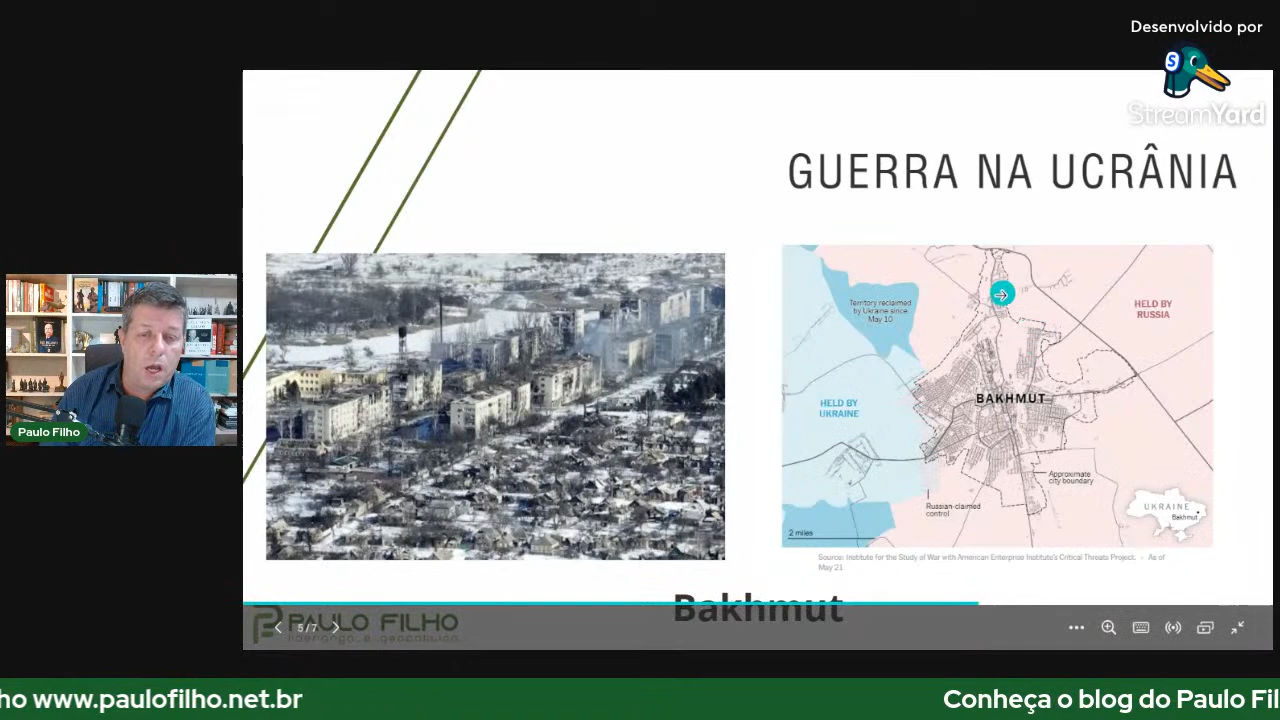 Desenvolvido por
StreamYard
GUERRA NA UCRÂNIA
Territory reclaimed
by Ukraine since
May 10
HELD BY
RUSSIA
BAKHMUT
HELD BY
UKRAINE
Approximate
city boundary
Russian-claimed
control
UKRAINE
Bakhmut
2 miles
Source: Institute for the Study of War with American Enterprise Institute's Critical Threats Project. • As of
May 21
Paulo Filho
Bakhmut
PAULO FILHO
liderança e geopolítica
5/7
ho www.paulofilho.net.br
Conheça o blog do Paulo Fil